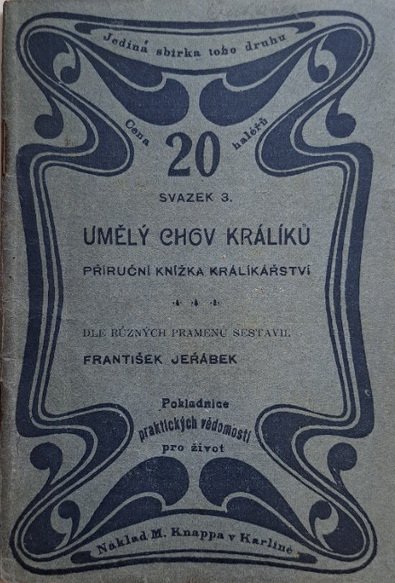 Jediná sbírka toho druhu
Cena 20 haléřů
SVAZEK 3.
UMĚLÝ CHOV KRÁLÍKŮ
PŘÍRUČNÍ KNÍŽKA KRÁLÍKÁŘSTVÍ
DLE RŮZNÝCH PRAMENŮ SESTAVIL
FRANTIŠEK JEŘÁBEK
Pokladnice
praktických vědomostí
pro život
Náklad M. Knappa v Karlíně